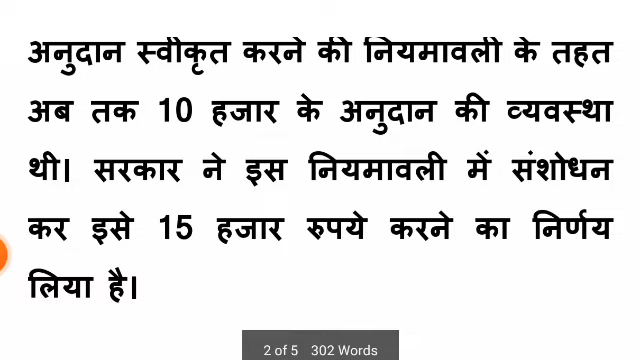 अनुदान स्वीकृत करने की नियमावली के तहत
अब तक 10 हजार के अनुदान की व्यवस्था
थी। सरकार ने इस नियमावली में संशोधन
कर इसे 15 हजार रुपये करने का निर्णय
लिया है।
2 of 5 302 Words